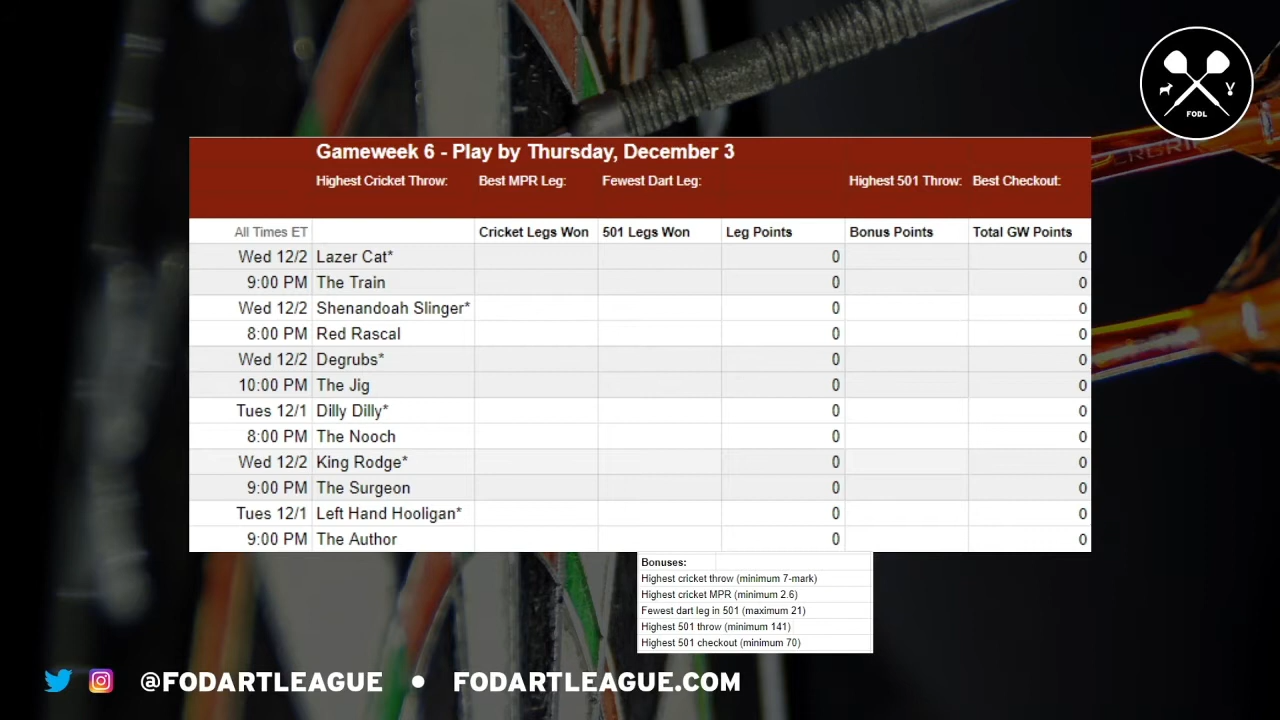 FODL
Gameweek 6 - Play by Thursday, December 3
Highest Cricket Throw: Best MPR Leg: Fewest Dart Leg: Highest 501 Throw: Best Checkout:
All Times ET Cricket Legs Won 501 Legs Won Leg Points Bonus Points Total GW Points
Wed 12/2 Lazer Cat* 0 0
9:00 PM The Train 0 0
Wed 12/2 Shenandoah Slinger* 0 0
8:00 PM Red Rascal 0 0
Wed 12/2 Degrubs* 0 0
10:00 PM The Jig 0 0
Tues 12/1 Dilly Dilly* 0 0
8:00 PM The Nooch 0 0
Wed 12/2 King Rodge* 0 0
9:00 PM The Surgeon 0 0
Tues 12/1 Left Hand Hooligan* 0 0
9:00 PM The Author 0 0
Bonuses:
Highest cricket throw (minimum 7-mark)
Highest cricket MPR (minimum 2.6)
Fewest dart leg in 501 (maximum 21)
Highest 501 throw (minimum 141)
Highest 501 checkout (minimum 70)
@FODARTLEAGUE • FODARTLEAGUE.COM